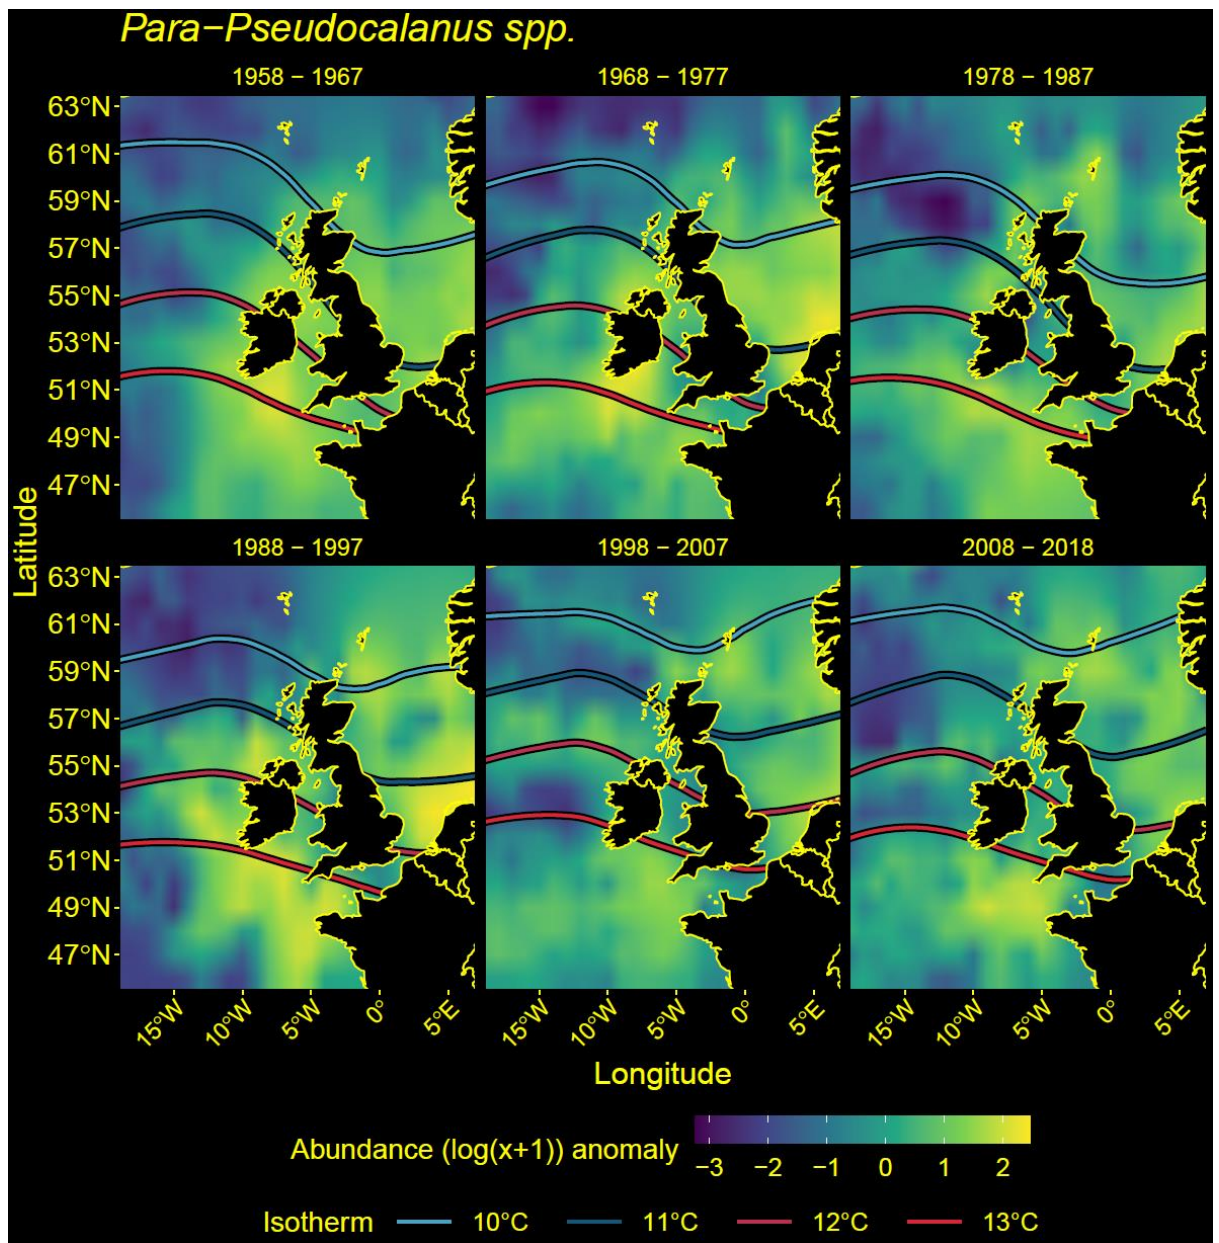 Para−Pseudocalanus spp.
1958 − 1967
1968 − 1977
1978 − 1987
63°N
61°N
59°N
57°N
55°N
53°N
51°N
49°N
47°N
Latitude
1988 − 1997
1998 − 2007
2008 − 2018
63°N
61°N
59°N
57°N
55°N
53°N
51°N
49°N
47°N
15°W 10°W 5°W 0° 5°E
15°W 10°W 5°W 0° 5°E
15°W 10°W 5°W 0° 5°E
Longitude
Abundance (log(x+1)) anomaly
−3 −2 −1 0 1 2
Isotherm 10°C 11°C 12°C 13°C